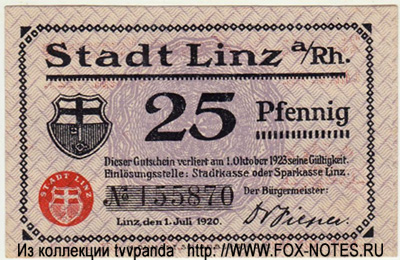 Stadt Linz a/Rh.
25 Pfennig
Dieser Gutschein verliert am 1. Oktober 1923 seine Gültigkeit.
Einlösungsstelle: Stadtkasse oder Sparkasse Linz.
STADT LINZ
№ 155870
Der Bürgermeister:
Linz, den 1. Juli 1920.
Из коллекции tvvpanda http://www.FOX-NOTES.RU